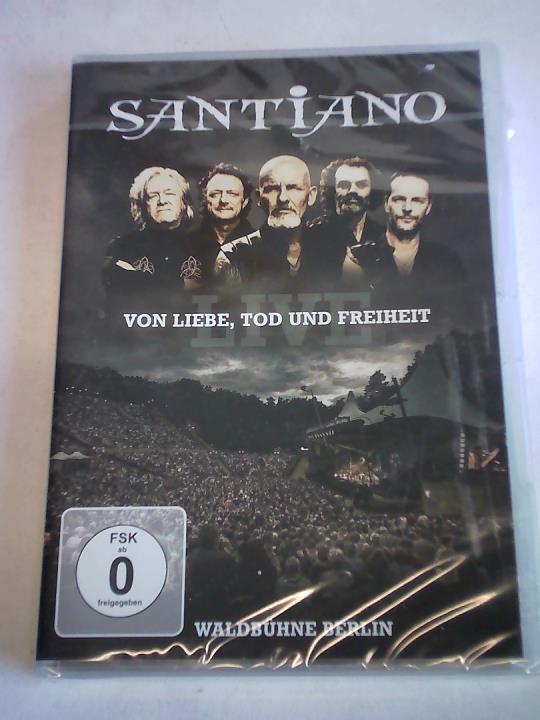 SANTIANO
LIVE
VON LIEBE, TOD UND FREIHEIT
FSK
ab
0
freigegeben
WALDBÜHNE BERLIN